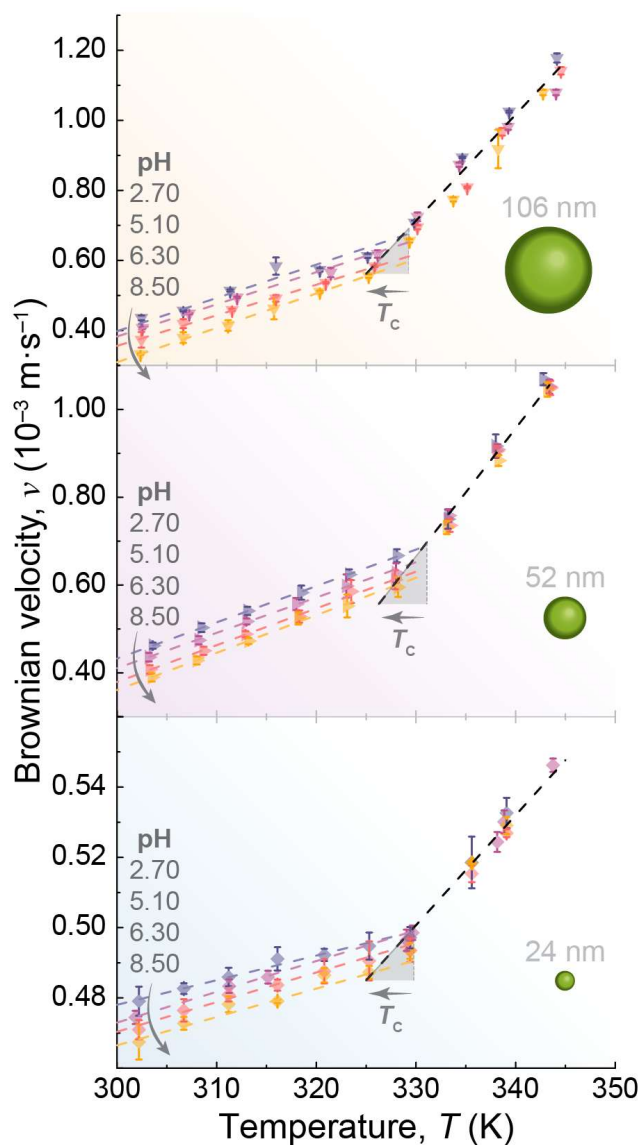 Brownian velocity, v (10⁻³ m·s⁻¹)
1.20
1.00
0.80
0.60
0.40
pH
2.70
5.10
6.30
8.50
106 nm
Tc
1.00
0.80
0.60
0.40
pH
2.70
5.10
6.30
8.50
52 nm
Tc
0.54
0.52
0.50
0.48
pH
2.70
5.10
6.30
8.50
24 nm
Tc
300 310 320 330 340 350
Temperature, T (K)